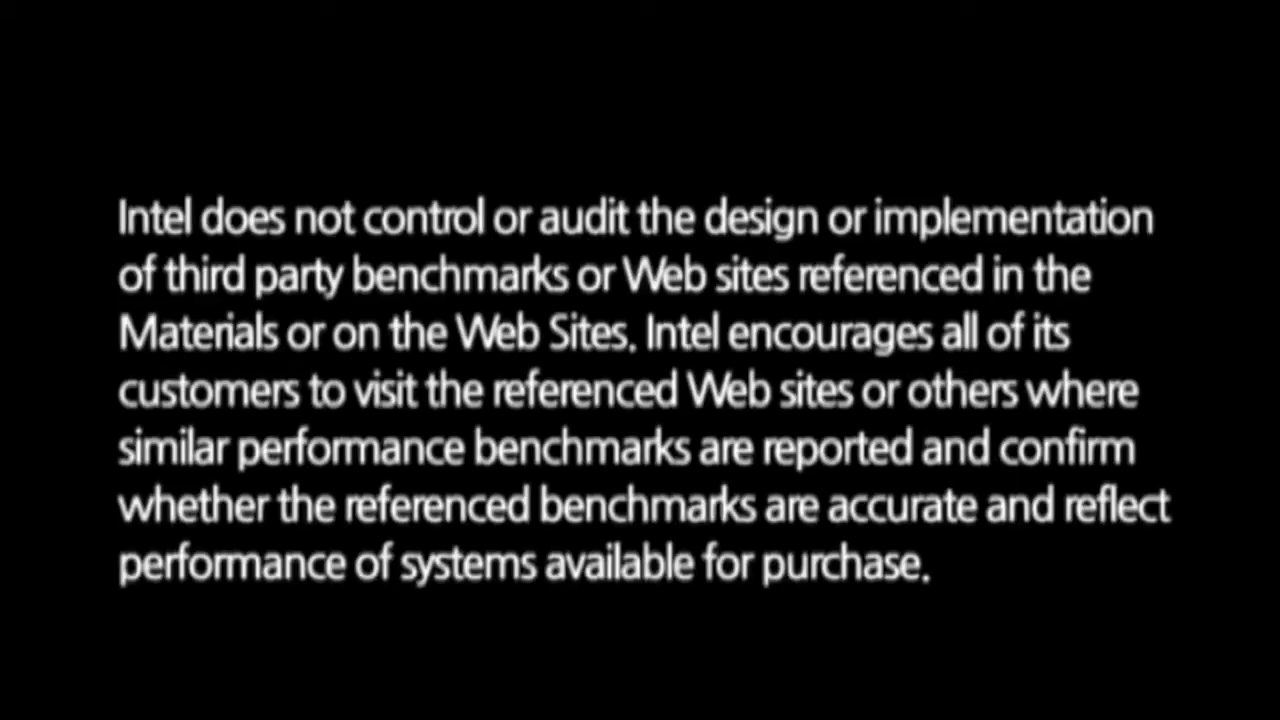 Intel does not control or audit the design or implementation
of third party benchmarks or Web sites referenced in the
Materials or on the Web Sites. Intel encourages all of its
customers to visit the referenced Web sites or others where
similar performance benchmarks are reported and confirm
whether the referenced benchmarks are accurate and reflect
performance of systems available for purchase.